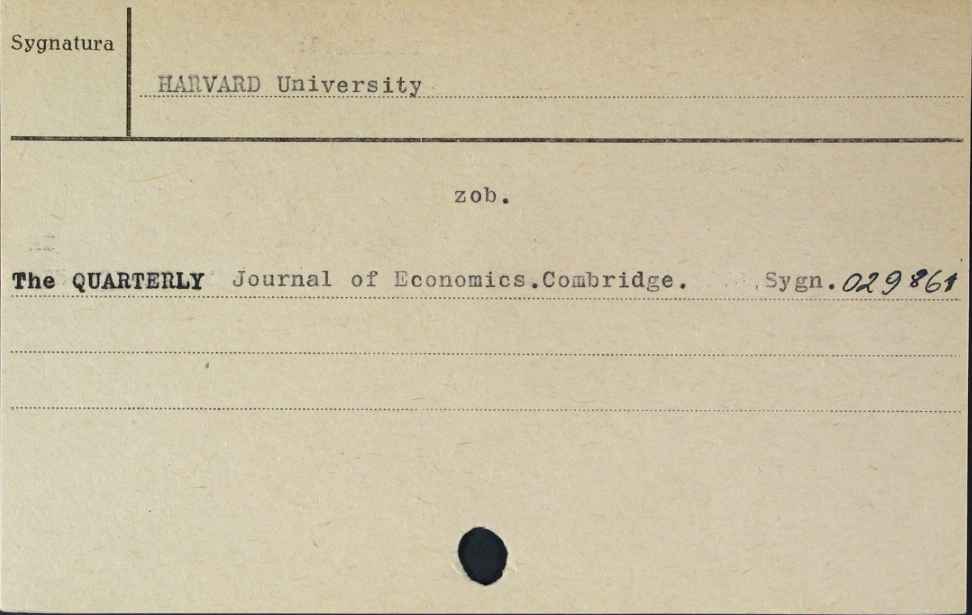 Sygnatura
HARVARD University
zob.
The QUARTERLY Journal of Economics.Combridge. Sygn. 029861